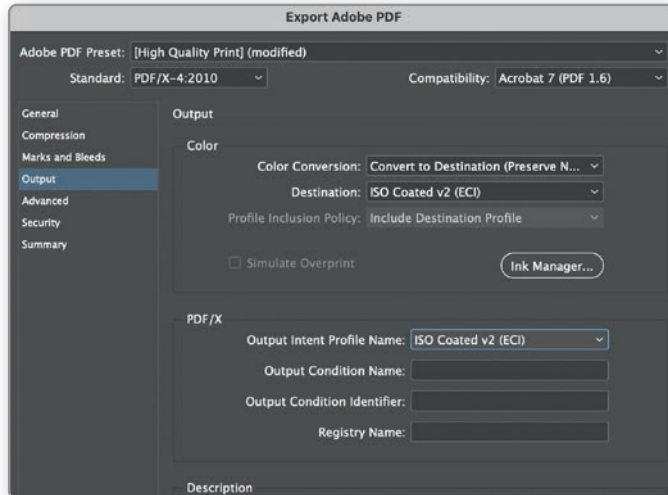 Export Adobe PDF
Adobe PDF Preset: [High Quality Print] (modified)
Standard: PDF/X-4:2010 Compatibility: Acrobat 7 (PDF 1.6)
General
Compression
Marks and Bleeds
Output
Advanced
Security
Summary
Output
Color
Color Conversion: Convert to Destination (Preserve N...
Destination: ISO Coated v2 (ECI)
Profile Inclusion Policy: Include Destination Profile
Simulate Overprint
Ink Manager...
PDF/X
Output Intent Profile Name: ISO Coated v2 (ECI)
Output Condition Name:
Output Condition Identifier:
Registry Name:
Description